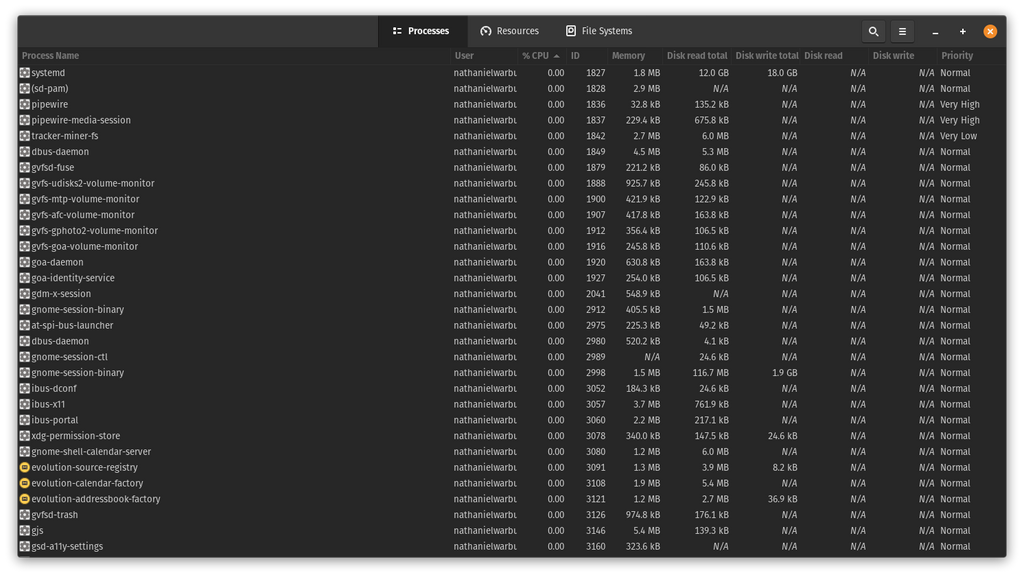 Processes Resources File Systems
Process Name User % CPU ID Memory Disk read total Disk write total Disk read Disk write Priority
systemd nathanielwarbu 0.00 1827 1.8 MB 12.0 GB 18.0 GB N/A N/A Normal
(sd-pam) nathanielwarbu 0.00 1828 2.9 MB N/A N/A N/A N/A Normal
pipewire nathanielwarbu 0.00 1836 32.8 kB 135.2 kB N/A N/A N/A Very High
pipewire-media-session nathanielwarbu 0.00 1837 229.4 kB 675.8 kB N/A N/A N/A Very High
tracker-miner-fs nathanielwarbu 0.00 1842 2.7 MB 6.0 MB N/A N/A N/A Very Low
dbus-daemon nathanielwarbu 0.00 1849 4.5 MB 5.3 MB N/A N/A N/A Normal
gvfsd-fuse nathanielwarbu 0.00 1879 221.2 kB 86.0 kB N/A N/A N/A Normal
gvfs-udisks2-volume-monitor nathanielwarbu 0.00 1888 925.7 kB 245.8 kB N/A N/A N/A Normal
gvfs-mtp-volume-monitor nathanielwarbu 0.00 1900 421.9 kB 122.9 kB N/A N/A N/A Normal
gvfs-afc-volume-monitor nathanielwarbu 0.00 1907 417.8 kB 163.8 kB N/A N/A N/A Normal
gvfs-gphoto2-volume-monitor nathanielwarbu 0.00 1912 356.4 kB 106.5 kB N/A N/A N/A Normal
gvfs-goa-volume-monitor nathanielwarbu 0.00 1916 245.8 kB 110.6 kB N/A N/A N/A Normal
goa-daemon nathanielwarbu 0.00 1920 630.8 kB 163.8 kB N/A N/A N/A Normal
goa-identity-service nathanielwarbu 0.00 1927 254.0 kB 106.5 kB N/A N/A N/A Normal
gdm-x-session nathanielwarbu 0.00 2041 548.9 kB N/A N/A N/A N/A Normal
gnome-session-binary nathanielwarbu 0.00 2912 405.5 kB 1.5 MB N/A N/A N/A Normal
at-spi-bus-launcher nathanielwarbu 0.00 2975 225.3 kB 49.2 kB N/A N/A N/A Normal
dbus-daemon nathanielwarbu 0.00 2980 520.2 kB 4.1 kB N/A N/A N/A Normal
gnome-session-ctl nathanielwarbu 0.00 2989 N/A 24.6 kB N/A N/A N/A Normal
gnome-session-binary nathanielwarbu 0.00 2998 1.5 MB 116.7 MB 1.9 GB N/A N/A Normal
ibus-dconf nathanielwarbu 0.00 3052 184.3 kB 24.6 kB N/A N/A N/A Normal
ibus-x11 nathanielwarbu 0.00 3057 3.7 MB 761.9 kB N/A N/A N/A Normal
ibus-portal nathanielwarbu 0.00 3060 2.2 MB 217.1 kB N/A N/A N/A Normal
xdg-permission-store nathanielwarbu 0.00 3078 340.0 kB 147.5 kB 24.6 kB N/A N/A Normal
gnome-shell-calendar-server nathanielwarbu 0.00 3080 1.2 MB 6.0 MB N/A N/A N/A Normal
evolution-source-registry nathanielwarbu 0.00 3091 1.3 MB 3.9 MB 8.2 kB N/A N/A Normal
evolution-calendar-factory nathanielwarbu 0.00 3108 1.9 MB 5.4 MB N/A N/A N/A Normal
evolution-addressbook-factory nathanielwarbu 0.00 3121 1.2 MB 2.7 MB 36.9 kB N/A N/A Normal
gvfsd-trash nathanielwarbu 0.00 3126 974.8 kB 176.1 kB N/A N/A N/A Normal
gjs nathanielwarbu 0.00 3146 5.4 MB 139.3 kB N/A N/A N/A Normal
gsd-a11y-settings nathanielwarbu 0.00 3160 323.6 kB N/A N/A N/A N/A Normal